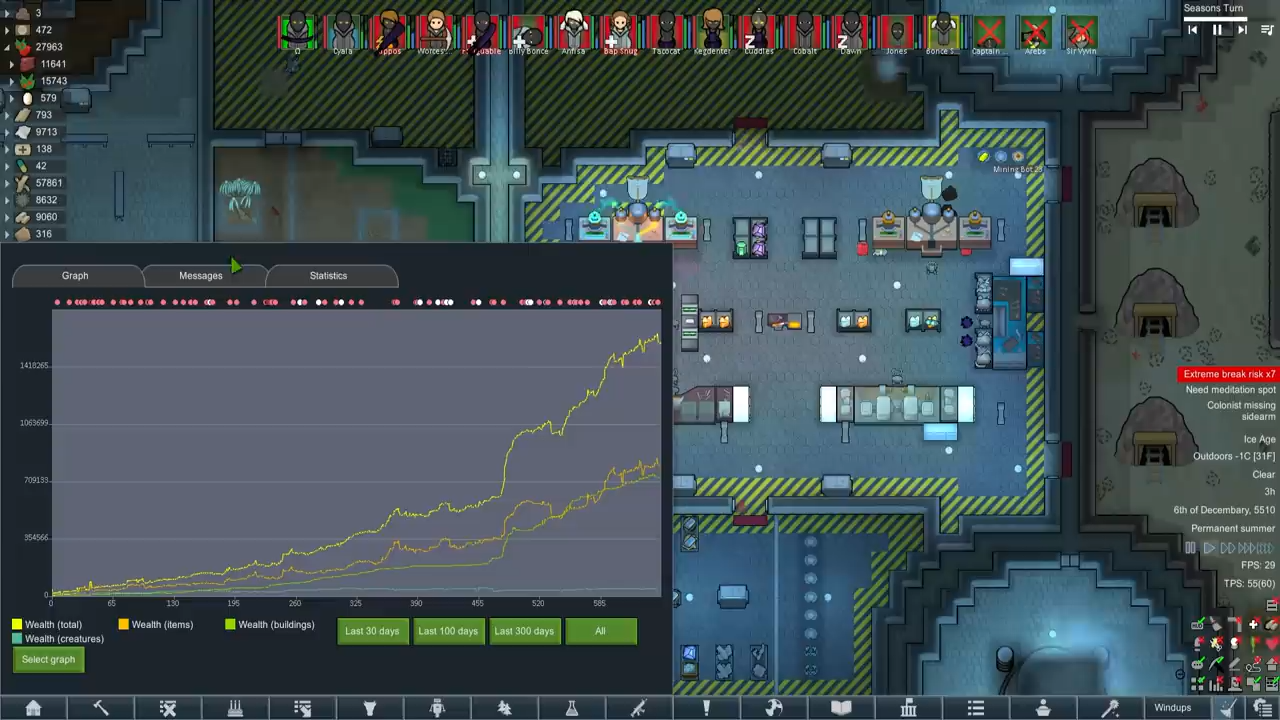 3
472
27963
11641
15743
579
793
9713
138
42
57861
8632
9060
316
Ω
Cyala
Billy Bonce
Anfisa
Bap Snug
Tacocat
Kegdenter
Cuddles
Cobalt
Dawn
Jones
Captain
Arebs
Sir Vyvin
Seasons Turn
Mining Bot 23
Graph
Messages
Statistics
1418265
1063699
709133
354566
0
0
65
130
195
260
325
390
455
520
585
Wealth (total)
Wealth (items)
Wealth (buildings)
Wealth (creatures)
Last 30 days
Last 100 days
Last 300 days
All
Select graph
Extreme break risk x7
Need meditation spot
Colonist missing
sidearm
Ice Age
Outdoors -1C [31F]
Clear
3h
6th of Decembary, 5510
Permanent summer
FPS: 29
TPS: 55(60)
Windups